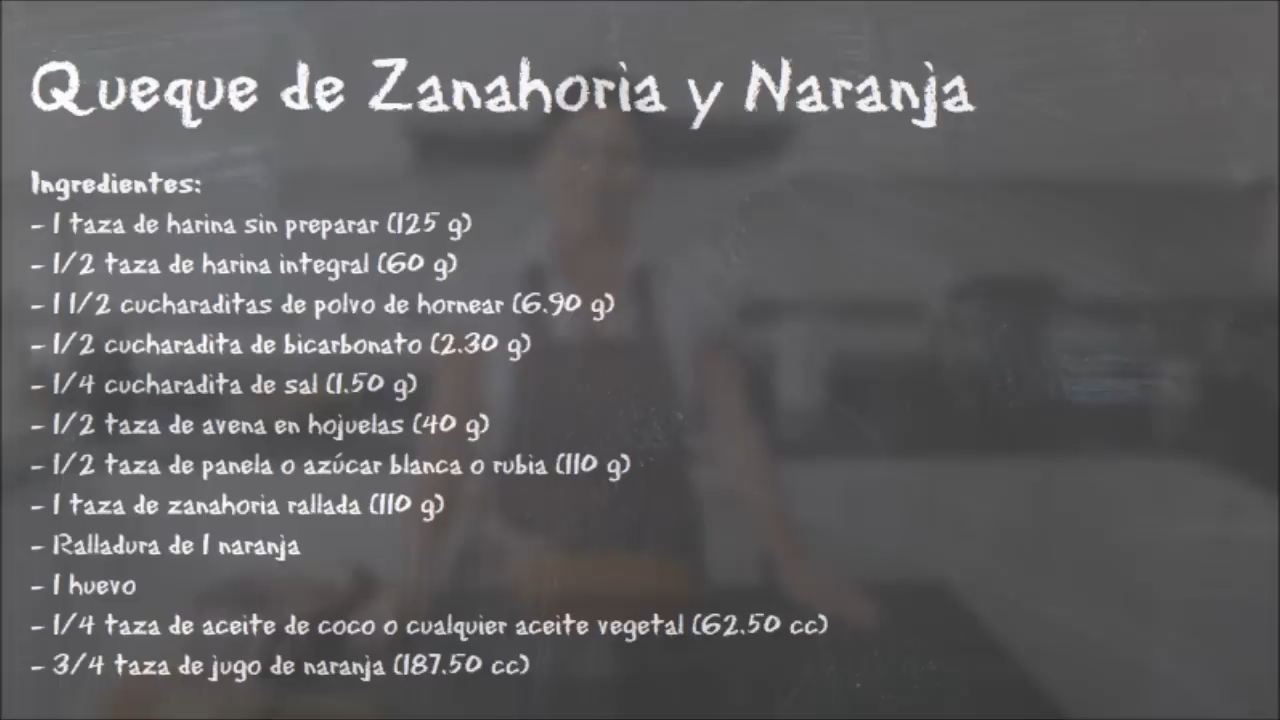 Queque de Zanahoria y Naranja
Ingredientes:
- 1 taza de harina sin preparar (125 g)
- 1/2 taza de harina integral (60 g)
- 1 1/2 cucharaditas de polvo de hornear (6.90 g)
- 1/2 cucharadita de bicarbonato (2.30 g)
- 1/4 cucharadita de sal (1.50 g)
- 1/2 taza de avena en hojuelas (40 g)
- 1/2 taza de panela o azúcar blanca o rubia (110 g)
- 1 taza de zanahoria rallada (110 g)
- Ralladura de 1 naranja
- 1 huevo
- 1/4 taza de aceite de coco o cualquier aceite vegetal (62.50 cc)
- 3/4 taza de jugo de naranja (187.50 cc)